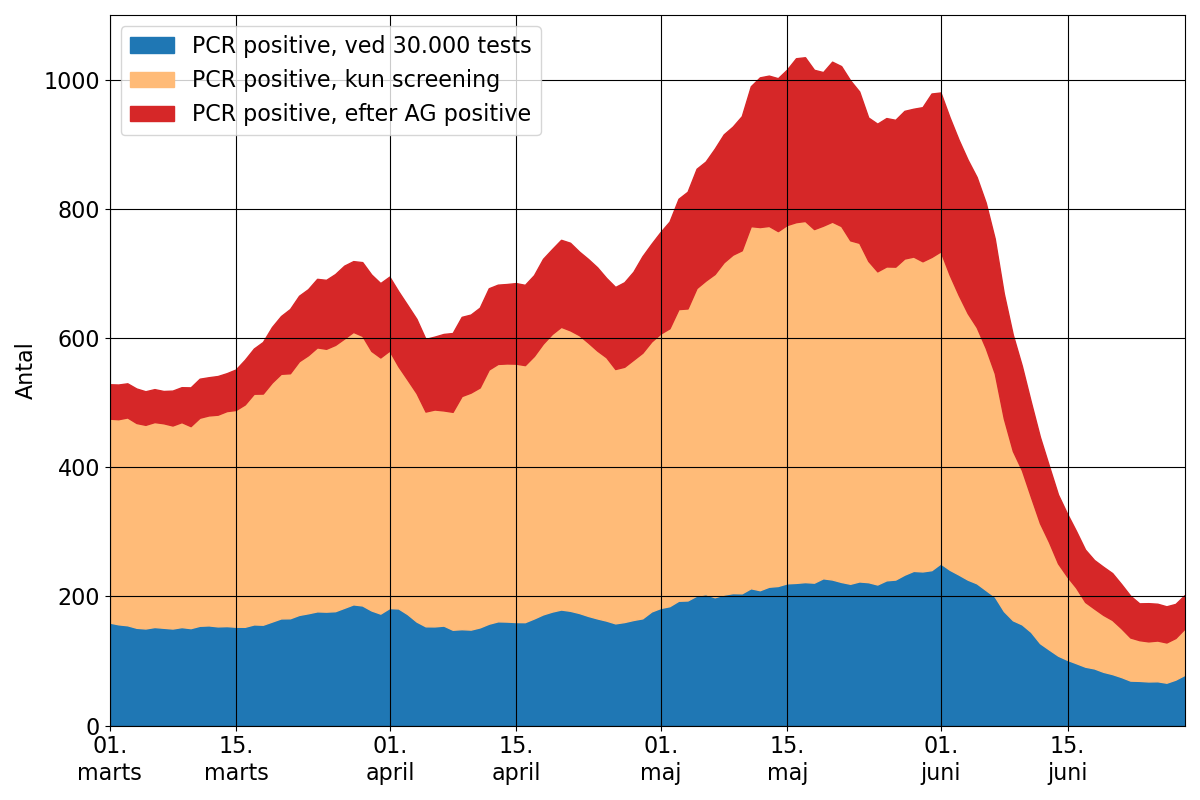 PCR positive, ved 30.000 tests
PCR positive, kun screening
PCR positive, efter AG positive
Antal
1000
800
600
400
200
0
01. marts
15. marts
01. april
15. april
01. maj
15. maj
01. juni
15. juni